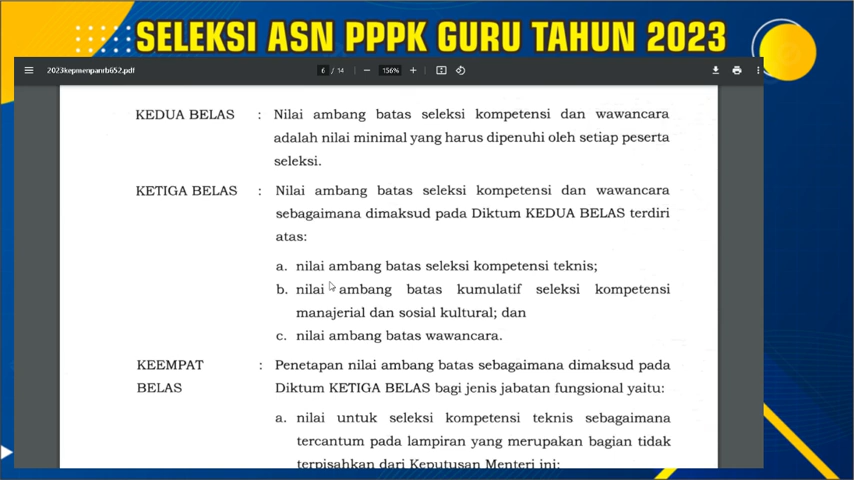 SELEKSI ASN PPPK GURU TAHUN 2023
2023kepmenpanrb652.pdf
6 / 14
156%
KEDUA BELAS : Nilai ambang batas seleksi kompetensi dan wawancara
adalah nilai minimal yang harus dipenuhi oleh setiap peserta
seleksi.
KETIGA BELAS : Nilai ambang batas seleksi kompetensi dan wawancara
sebagaimana dimaksud pada Diktum KEDUA BELAS terdiri
atas:
a. nilai ambang batas seleksi kompetensi teknis;
b. nilai ambang batas kumulatif seleksi kompetensi
manajerial dan sosial kultural; dan
c. nilai ambang batas wawancara.
KEEMPAT : Penetapan nilai ambang batas sebagaimana dimaksud pada
BELAS Diktum KETIGA BELAS bagi jenis jabatan fungsional yaitu:
a. nilai untuk seleksi kompetensi teknis sebagaimana
tercantum pada lampiran yang merupakan bagian tidak
terpisahkan dari Keputusan Menteri ini;